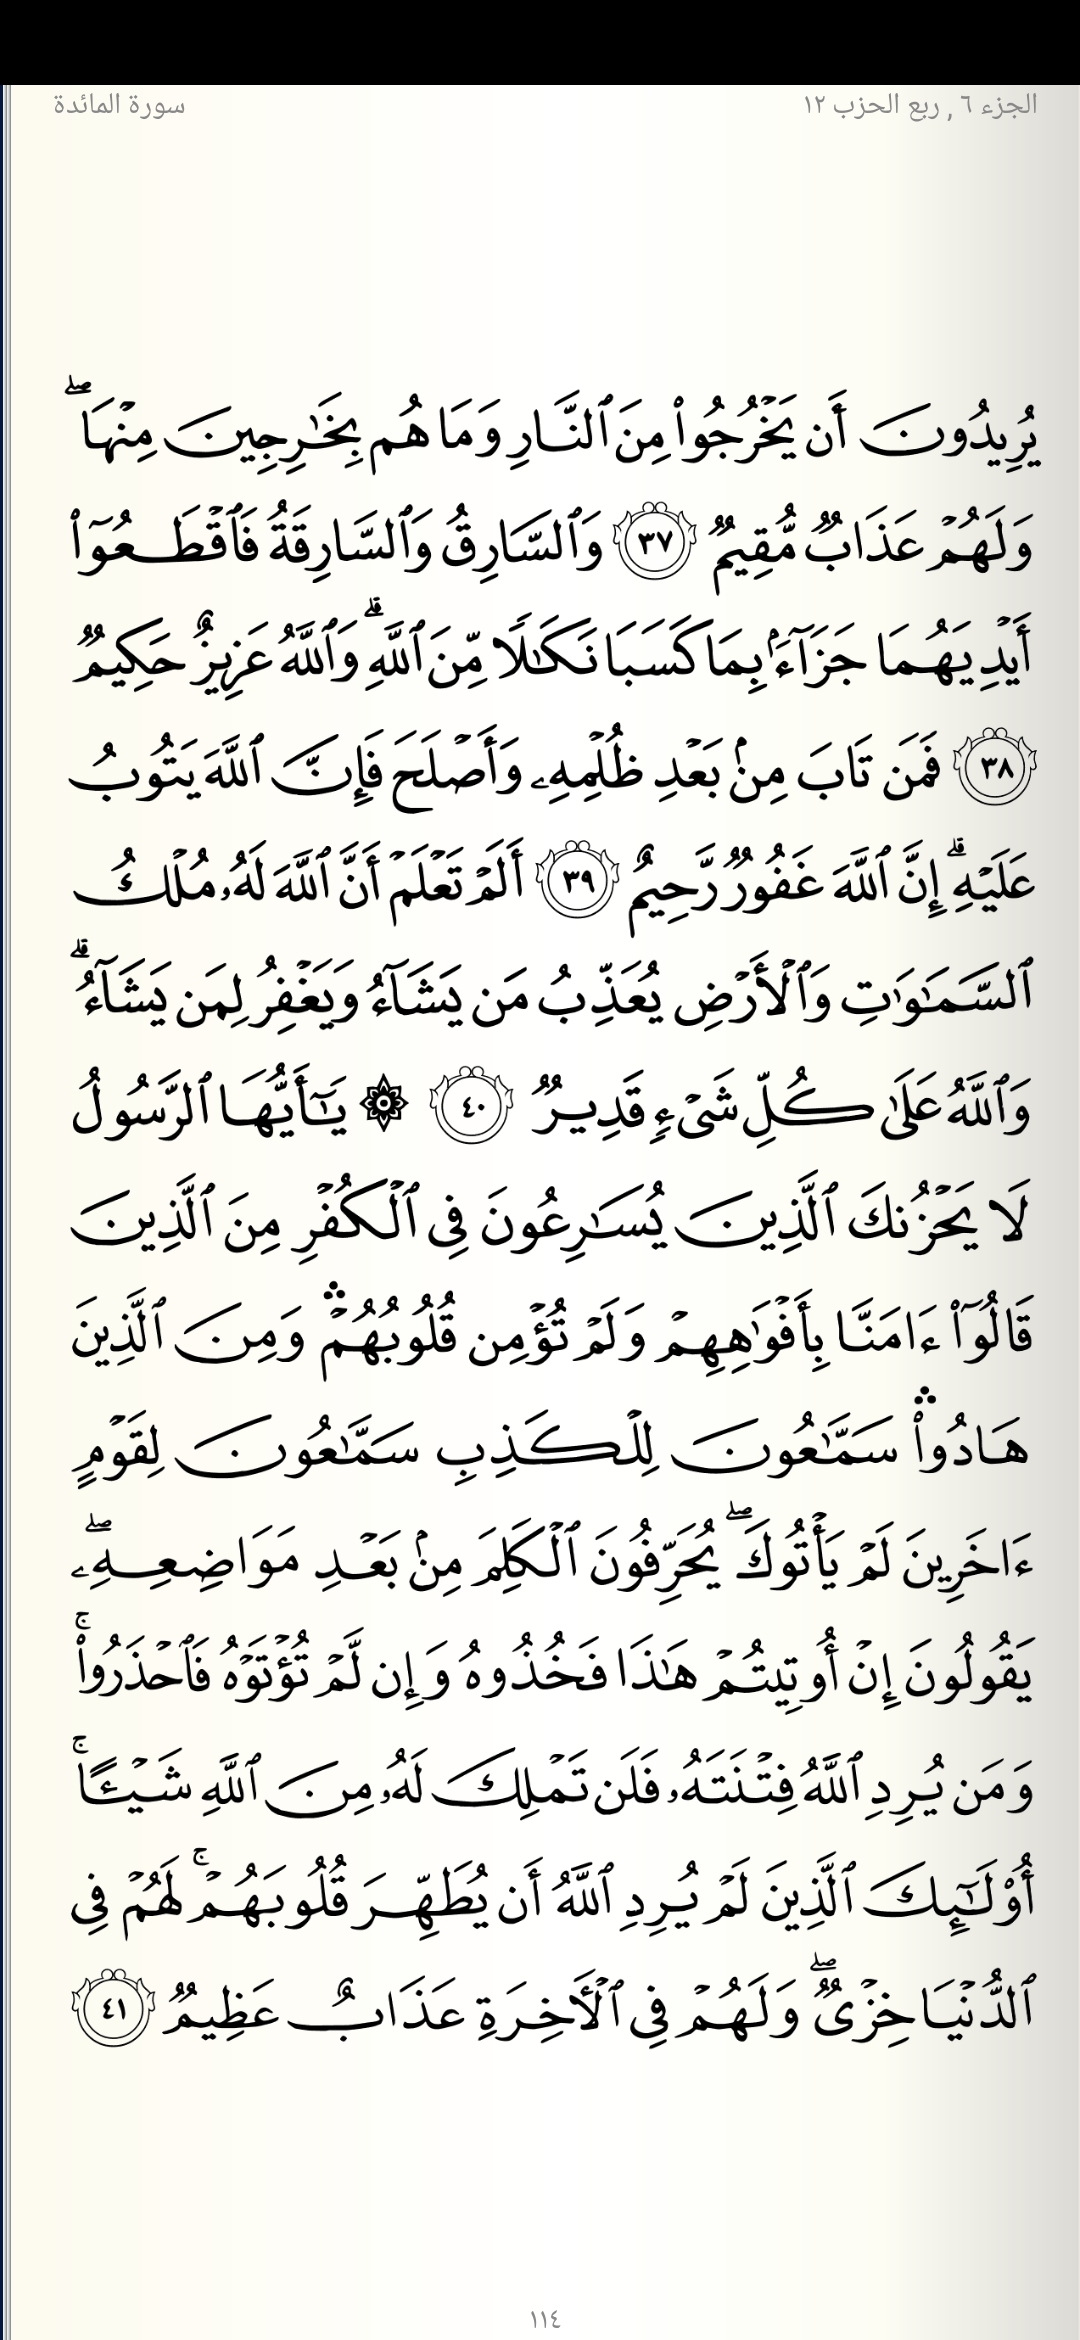 الجزء ٦ , ربع الحزب ١٢
سورة المائدة
يُرِيدُونَ أَن يَخۡرُجُواْ مِنَ ٱلنَّارِ وَمَا هُم بِخَٰرِجِينَ مِنۡهَاۖ
وَلَهُمۡ عَذَابٞ مُّقِيمٞ ٣٧ وَٱلسَّارِقُ وَٱلسَّارِقَةُ فَٱقۡطَعُوٓاْ
أَيۡدِيَهُمَا جَزَآءَۢ بِمَا كَسَبَا نَكَٰلٗا مِّنَ ٱللَّهِۗ وَٱللَّهُ عَزِيزٌ حَكِيمٞ
٣٨ فَمَن تَابَ مِنۢ بَعۡدِ ظُلۡمِهِۦ وَأَصۡلَحَ فَإِنَّ ٱللَّهَ يَتُوبُ
عَلَيۡهِۗ إِنَّ ٱللَّهَ غَفُورٞ رَّحِيمٌ ٣٩ أَلَمۡ تَعۡلَمۡ أَنَّ ٱللَّهَ لَهُۥ مُلۡكُ
ٱلسَّمَٰوَٰتِ وَٱلۡأَرۡضِ يُعَذِّبُ مَن يَشَآءُ وَيَغۡفِرُ لِمَن يَشَآءُۗ
وَٱللَّهُ عَلَىٰ كُلِّ شَيۡءٖ قَدِيرٞ ٤٠ ۞ يَٰٓأَيُّهَا ٱلرَّسُولُ
لَا يَحۡزُنكَ ٱلَّذِينَ يُسَٰرِعُونَ فِي ٱلۡكُفۡرِ مِنَ ٱلَّذِينَ
قَالُوٓاْ ءَامَنَّا بِأَفۡوَٰهِهِمۡ وَلَمۡ تُؤۡمِن قُلُوبُهُمۡۛ وَمِنَ ٱلَّذِينَ
هَادُواْۛ سَمَّٰعُونَ لِلۡكَذِبِ سَمَّٰعُونَ لِقَوۡمٍ
ءَاخَرِينَ لَمۡ يَأۡتُوكَۖ يُحَرِّفُونَ ٱلۡكَلِمَ مِنۢ بَعۡدِ مَوَاضِعِهِۦۖ
يَقُولُونَ إِنۡ أُوتِيتُمۡ هَٰذَا فَخُذُوهُ وَإِن لَّمۡ تُؤۡتَوۡهُ فَٱحۡذَرُواْۚ
وَمَن يُرِدِ ٱللَّهُ فِتۡنَتَهُۥ فَلَن تَمۡلِكَ لَهُۥ مِنَ ٱللَّهِ شَيۡـًٔاۚ
أُوْلَٰٓئِكَ ٱلَّذِينَ لَمۡ يُرِدِ ٱللَّهُ أَن يُطَهِّرَ قُلُوبَهُمۡۚ لَهُمۡ فِي
ٱلدُّنۡيَا خِزۡيٞۖ وَلَهُمۡ فِي ٱلۡأٓخِرَةِ عَذَابٌ عَظِيمٞ ٤١
١١٤